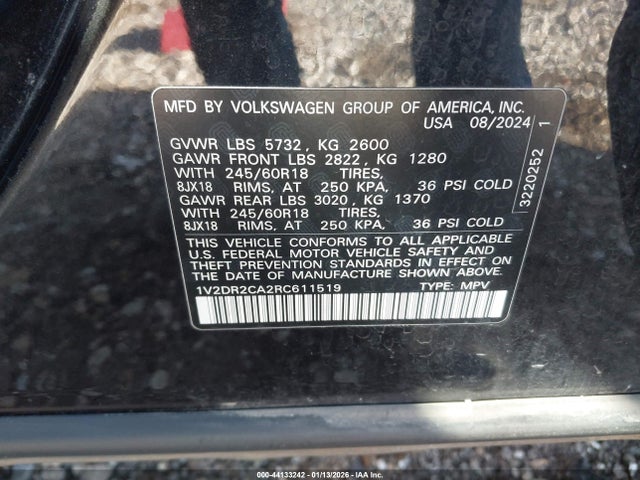 MFD BY VOLKSWAGEN GROUP OF AMERICA, INC.
USA 08/2024
GVWR LBS 5732, KG 2600
GAWR FRONT LBS 2822, KG 1280
WITH 245/60R18 TIRES,
8JX18 RIMS, AT 250 KPA, 36 PSI COLD
GAWR REAR LBS 3020, KG 1370
WITH 245/60R18 TIRES,
8JX18 RIMS, AT 250 KPA, 36 PSI COLD
THIS VEHICLE CONFORMS TO ALL APPLICABLE
U.S. FEDERAL MOTOR VEHICLE SAFETY AND
THEFT PREVENTION STANDARDS IN EFFECT ON
THE DATE OF MANUFACTURE SHOWN ABOVE.
1V2DR2CA2RC611519 TYPE: MPV
3220252 1
000-44133242 - 01/13/2026 - IAA Inc.